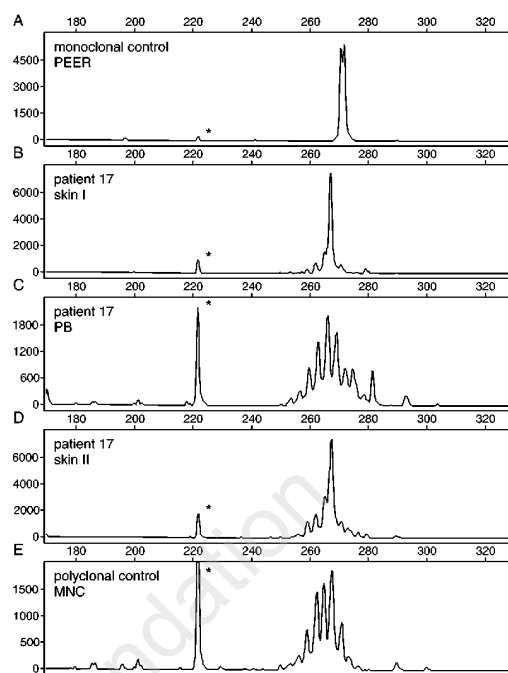 A
180 200 220 240 260 280 300 320
monoclonal control
PEER
4500
3000
1500
0
*
B
180 200 220 240 260 280 300 320
patient 17
skin I
6000
4000
2000
0
*
C
180 200 220 240 260 280 300 320
patient 17
PB
1800
1200
600
0
*
D
180 200 220 240 260 280 300 320
patient 17
skin II
6000
4000
2000
0
*
E
180 200 220 240 260 280 300 320
polyclonal control
MNC
1500
1000
500
0
*
ndation